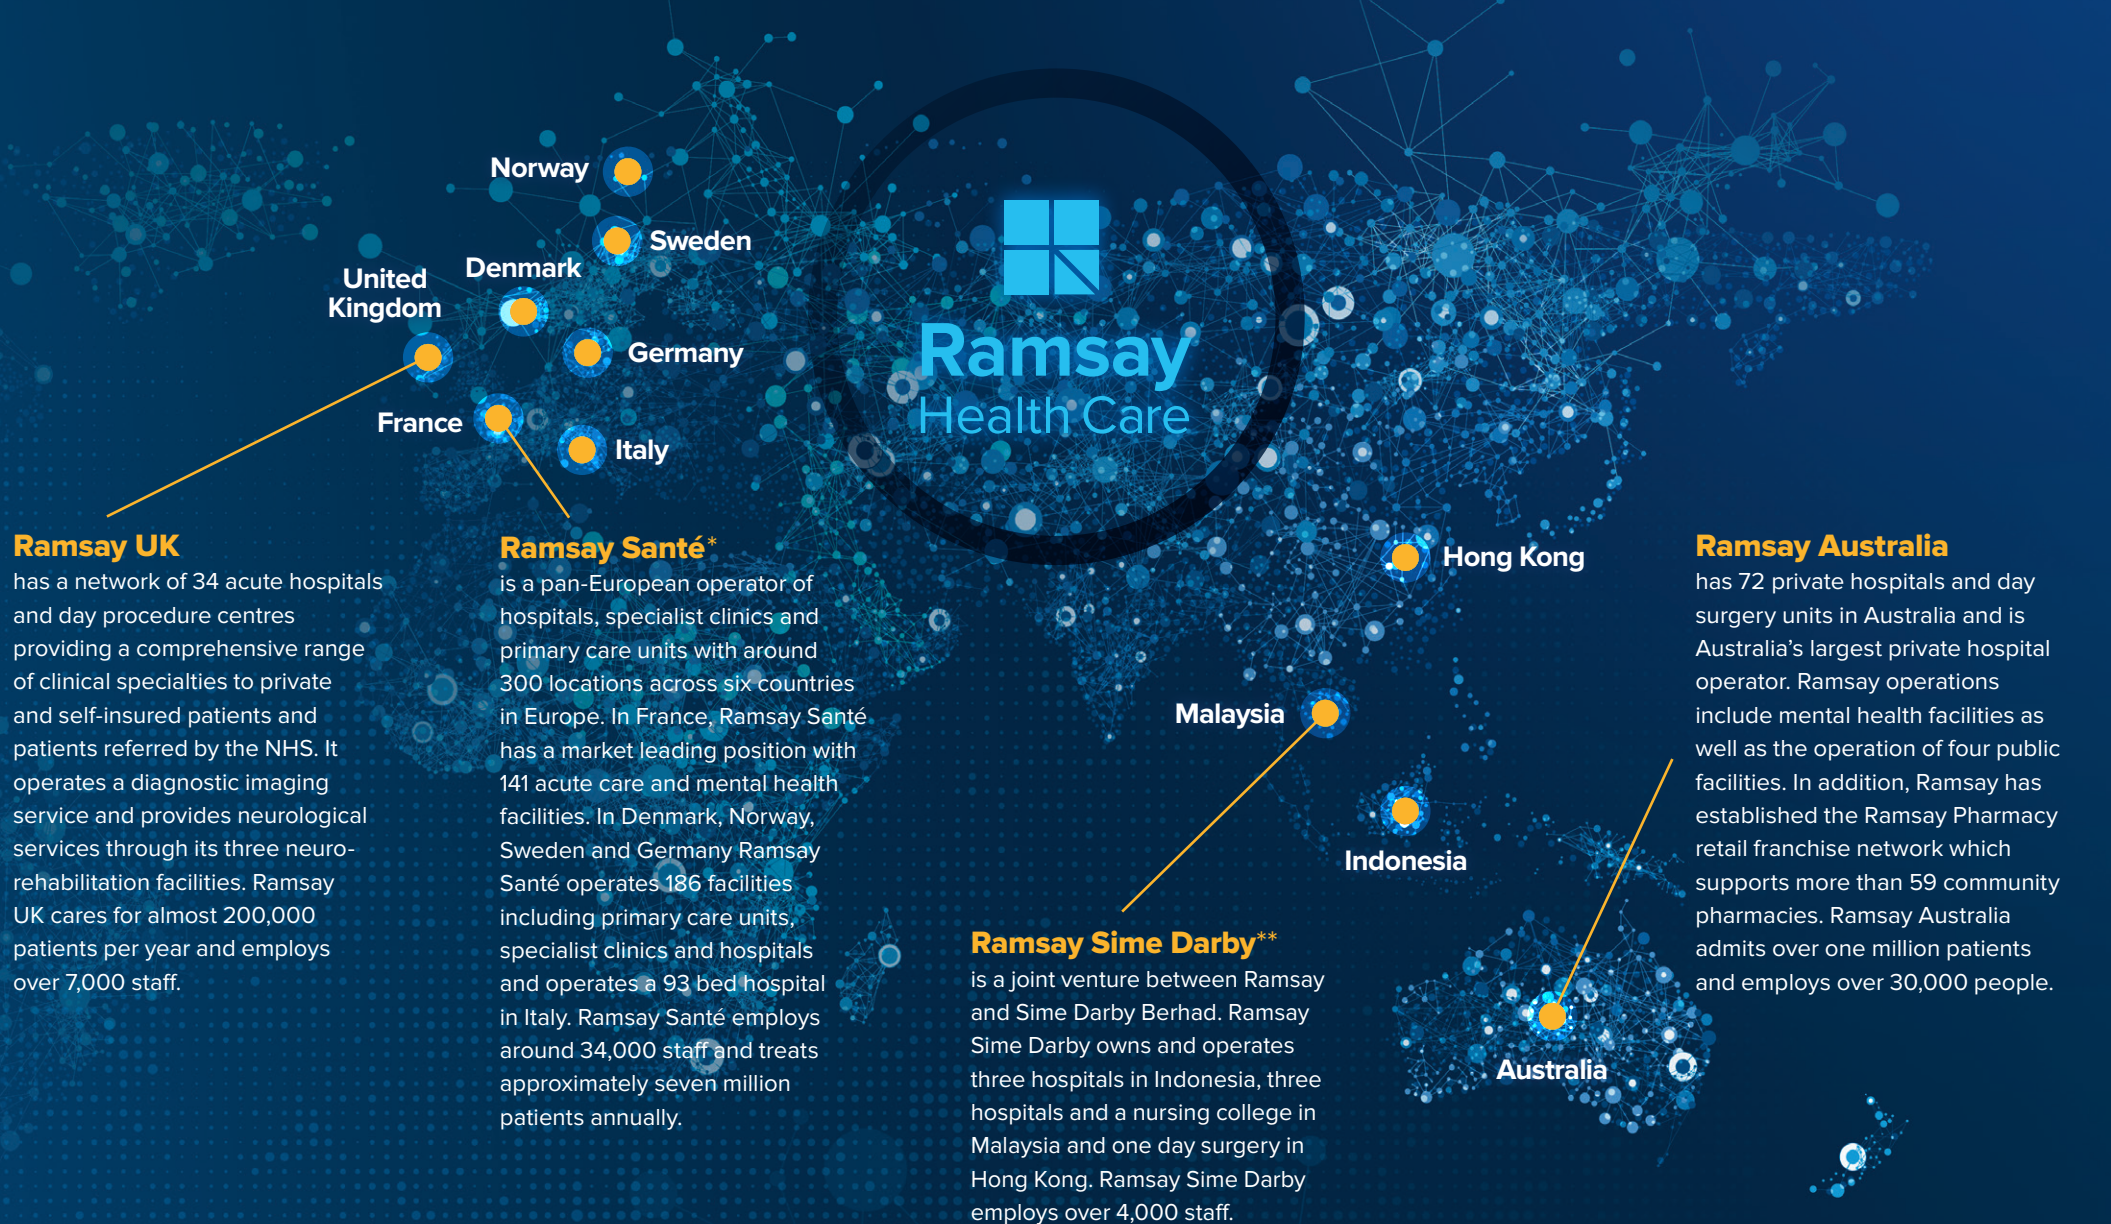 Norway
Sweden
Denmark
United
Kingdom
Germany
France
Italy
Ramsay
Health Care
Hong Kong
Malaysia
Indonesia
Australia
Ramsay UK
has a network of 34 acute hospitals
and day procedure centres
providing a comprehensive range
of clinical specialties to private
and self-insured patients and
patients referred by the NHS. It
operates a diagnostic imaging
service and provides neurological
services through its three neuro-
rehabilitation facilities. Ramsay
UK cares for almost 200,000
patients per year and employs
over 7,000 staff.
Ramsay Santé*
is a pan-European operator of
hospitals, specialist clinics and
primary care units with around
300 locations across six countries
in Europe. In France, Ramsay Santé
has a market leading position with
141 acute care and mental health
facilities. In Denmark, Norway,
Sweden and Germany Ramsay
Santé operates 186 facilities
including primary care units,
specialist clinics and hospitals
and operates a 93 bed hospital
in Italy. Ramsay Santé employs
around 34,000 staff and treats
approximately seven million
patients annually.
Ramsay Sime Darby**
is a joint venture between Ramsay
and Sime Darby Berhad. Ramsay
Sime Darby owns and operates
three hospitals in Indonesia, three
hospitals and a nursing college in
Malaysia and one day surgery in
Hong Kong. Ramsay Sime Darby
employs over 4,000 staff.
Ramsay Australia
has 72 private hospitals and day
surgery units in Australia and is
Australia's largest private hospital
operator. Ramsay operations
include mental health facilities as
well as the operation of four public
facilities. In addition, Ramsay has
established the Ramsay Pharmacy
retail franchise network which
supports more than 59 community
pharmacies. Ramsay Australia
admits over one million patients
and employs over 30,000 people.